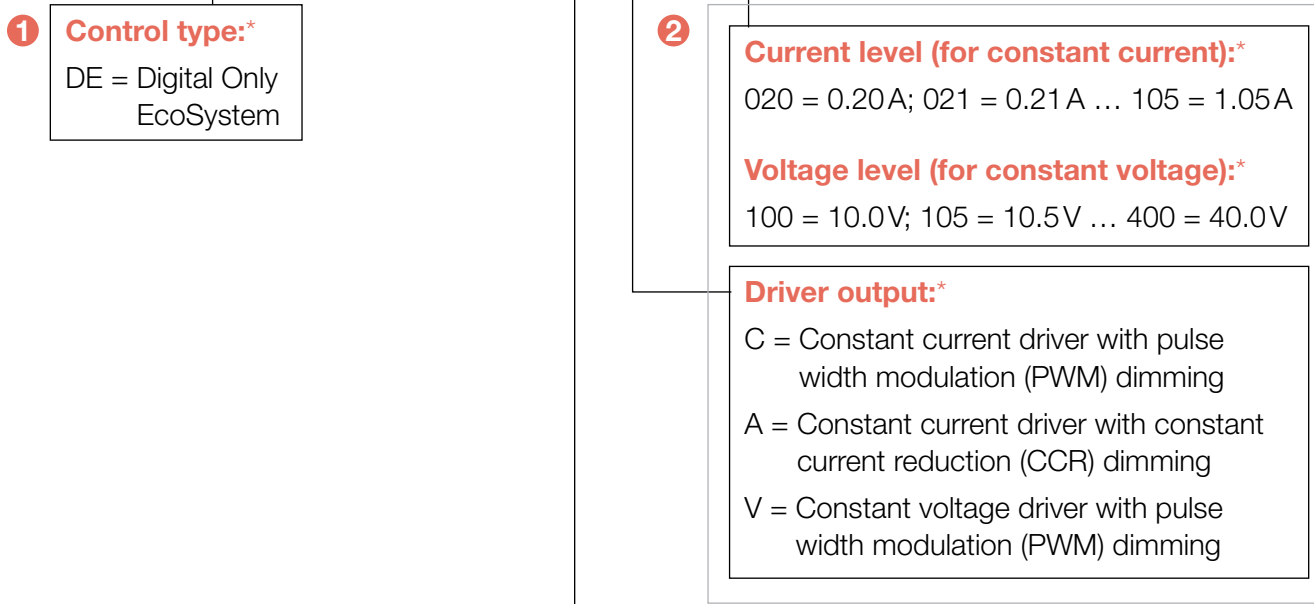 1 Control type:*
DE = Digital Only
EcoSystem
2
Current level (for constant current):*
020 = 0.20 A; 021 = 0.21 A … 105 = 1.05 A
Voltage level (for constant voltage):*
100 = 10.0 V; 105 = 10.5 V … 400 = 40.0 V
Driver output:*
C = Constant current driver with pulse
width modulation (PWM) dimming
A = Constant current driver with constant
current reduction (CCR) dimming
V = Constant voltage driver with pulse
width modulation (PWM) dimming